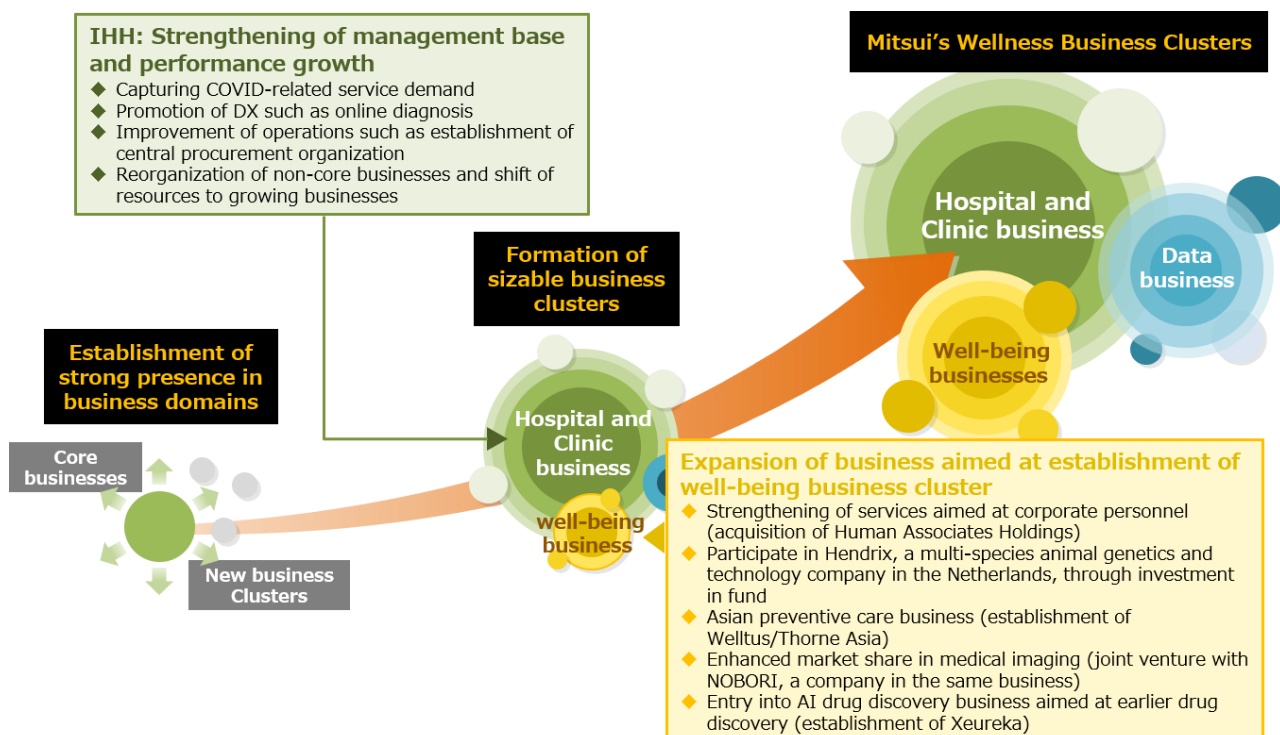 IHH: Strengthening of management base
and performance growth
◆ Capturing COVID-related service demand
◆ Promotion of DX such as online diagnosis
◆ Improvement of operations such as establishment of
central procurement organization
◆ Reorganization of non-core businesses and shift of
resources to growing businesses
Mitsui's Wellness Business Clusters
Hospital and
Clinic business
Data
business
Well-being
businesses
Formation of
sizable business
clusters
Establishment of
strong presence in
business domains
Core
businesses
New business
Clusters
Hospital and
Clinic
business
well-being
business
Expansion of business aimed at establishment of
well-being business cluster
◆ Strengthening of services aimed at corporate personnel
(acquisition of Human Associates Holdings)
◆ Participate in Hendrix, a multi-species animal genetics and
technology company in the Netherlands, through investment
in fund
◆ Asian preventive care business (establishment of
Welltus/Thorne Asia)
◆ Enhanced market share in medical imaging (joint venture with
NOBORI, a company in the same business)
◆ Entry into AI drug discovery business aimed at earlier drug
discovery (establishment of Xeureka)